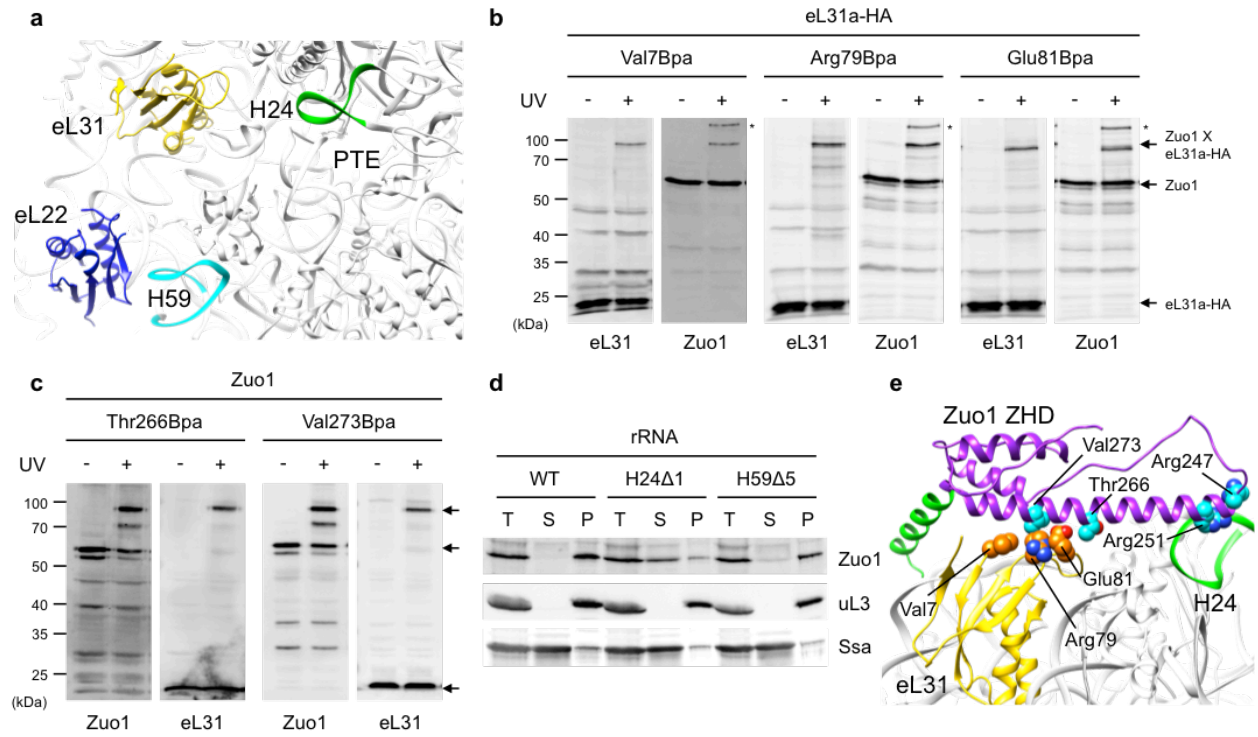 a
eL31
H24
PTE
eL22
H59
b
eL31a-HA
Val7Bpa Arg79Bpa Glu81Bpa
UV - + - + - + - + - + - +
100
70
50
40
35
25
(kDa)
* * *
Zuo1 X
eL31a-HA
Zuo1
eL31a-HA
eL31 Zuo1 eL31 Zuo1 eL31 Zuo1
c
Zuo1
Thr266Bpa Val273Bpa
UV - + - + - + - +
100
70
50
40
35
25
(kDa)
Zuo1 eL31 Zuo1 eL31
d
rRNA
WT H24Δ1 H59Δ5
T S P T S P T S P
Zuo1
uL3
Ssa
e
Zuo1 ZHD
Val273
Thr266
Arg247
Arg251
Glu81
H24
Val7
Arg79
eL31